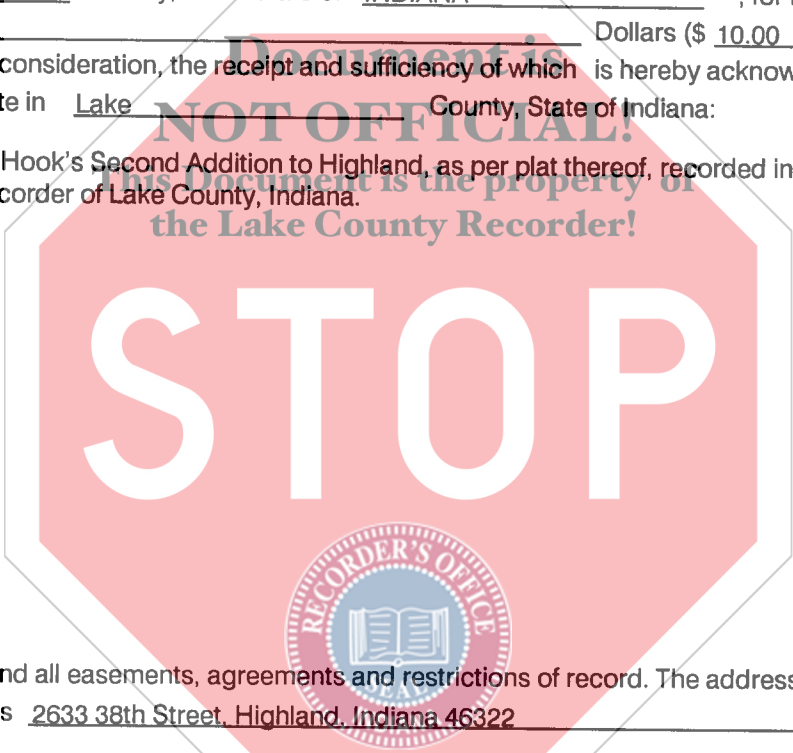 INDIANA
Dollars ($ 10.00
Document is
consideration, the receipt and sufficiency of which is hereby acknow
te in Lake County, State of Indiana:
NOT OFFICIAL!
Hook's Second Addition to Highland, as per plat thereof, recorded in
This Document is the property of
corder of Lake County, Indiana.
the Lake County Recorder!
STOP
RECORDER'S OFFICE
SEAL
nd all easements, agreements and restrictions of record. The address
s 2633 38th Street, Highland, Indiana 46322